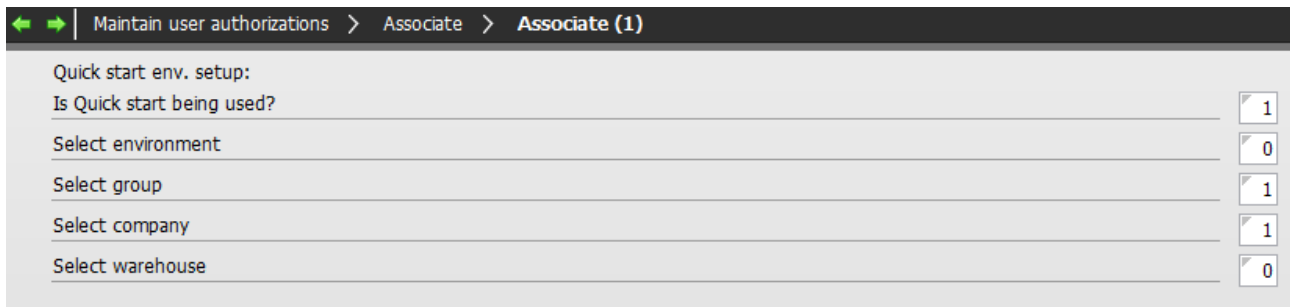 Maintain user authorizations > Associate > Associate (1)
Quick start env. setup:
Is Quick start being used? 1
Select environment 0
Select group 1
Select company 1
Select warehouse 0